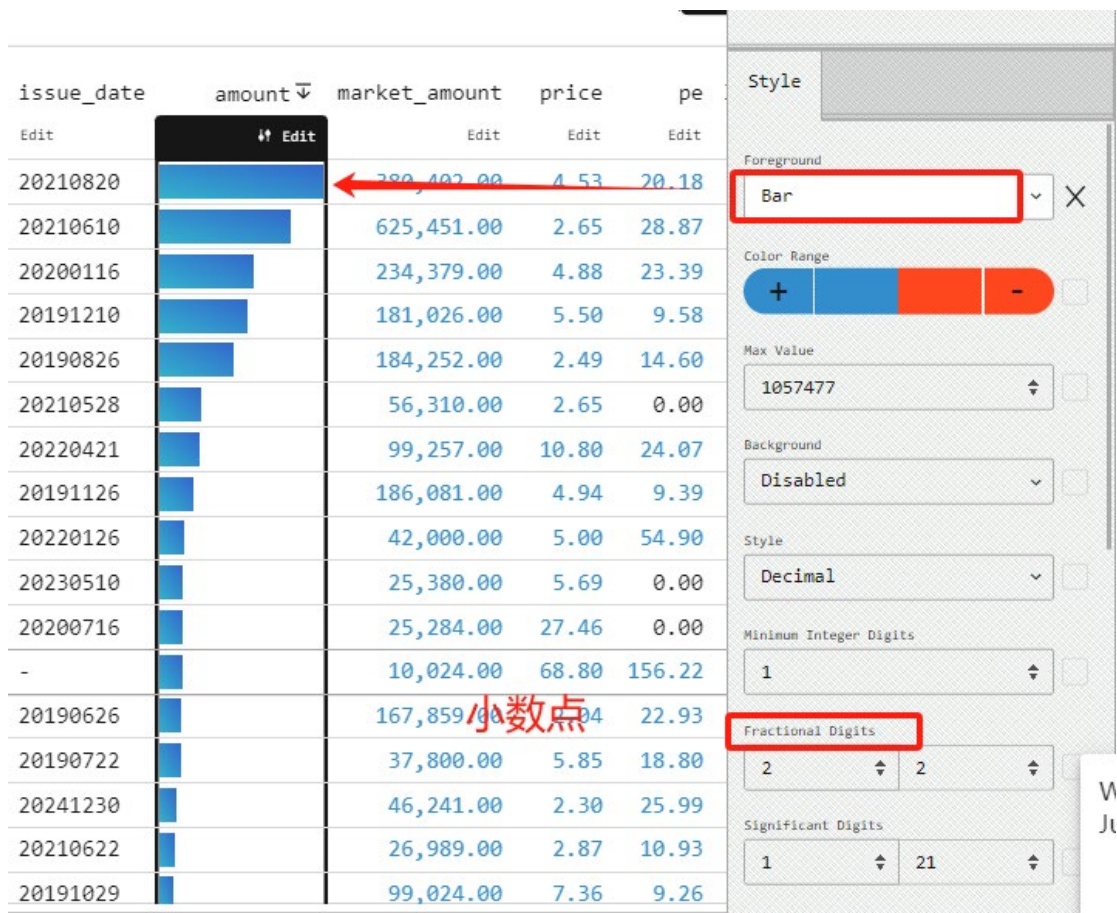 issue_date amount market_amount price pe
Edit Edit Edit Edit Edit
20210820 380,402.00 4.53 20.18
20210610 625,451.00 2.65 28.87
20200116 234,379.00 4.88 23.39
20191210 181,026.00 5.50 9.58
20190826 184,252.00 2.49 14.60
20210528 56,310.00 2.65 0.00
20220421 99,257.00 10.80 24.07
20191126 186,081.00 4.94 9.39
20220126 42,000.00 5.00 54.90
20230510 25,380.00 5.69 0.00
20200716 25,284.00 27.46 0.00
- 10,024.00 68.80 156.22
小数点
20190626 167,859.00 22.93
20190722 37,800.00 5.85 18.80
20241230 46,241.00 2.30 25.99
20210622 26,989.00 2.87 10.93
20191029 99,024.00 7.36 9.26
Style
Foreground
Bar
Color Range
+ -
Max Value
1057477
Background
Disabled
Style
Decimal
Minimum Integer Digits
1
Fractional Digits
2 2
Significant Digits
1 21